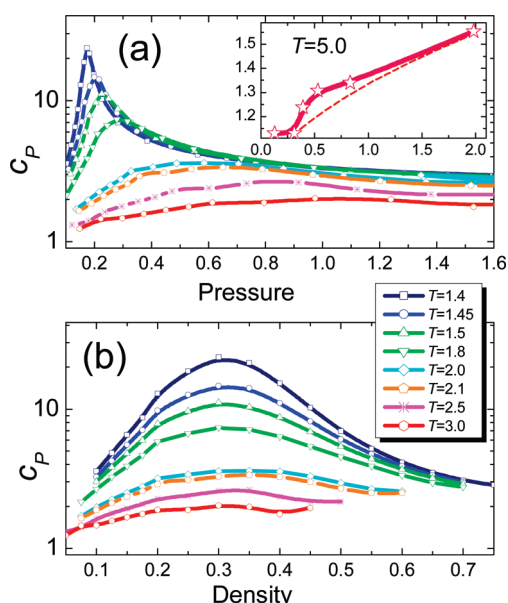 (a)
T=5.0
1.5
1.4
1.3
1.2
0.0 0.5 1.0 1.5 2.0
10
1
c_P
0.2 0.4 0.6 0.8 1.0 1.2 1.4 1.6
Pressure
T=1.4
T=1.45
T=1.5
T=1.8
T=2.0
T=2.1
T=2.5
T=3.0
(b)
10
1
c_P
0.1 0.2 0.3 0.4 0.5 0.6 0.7
Density